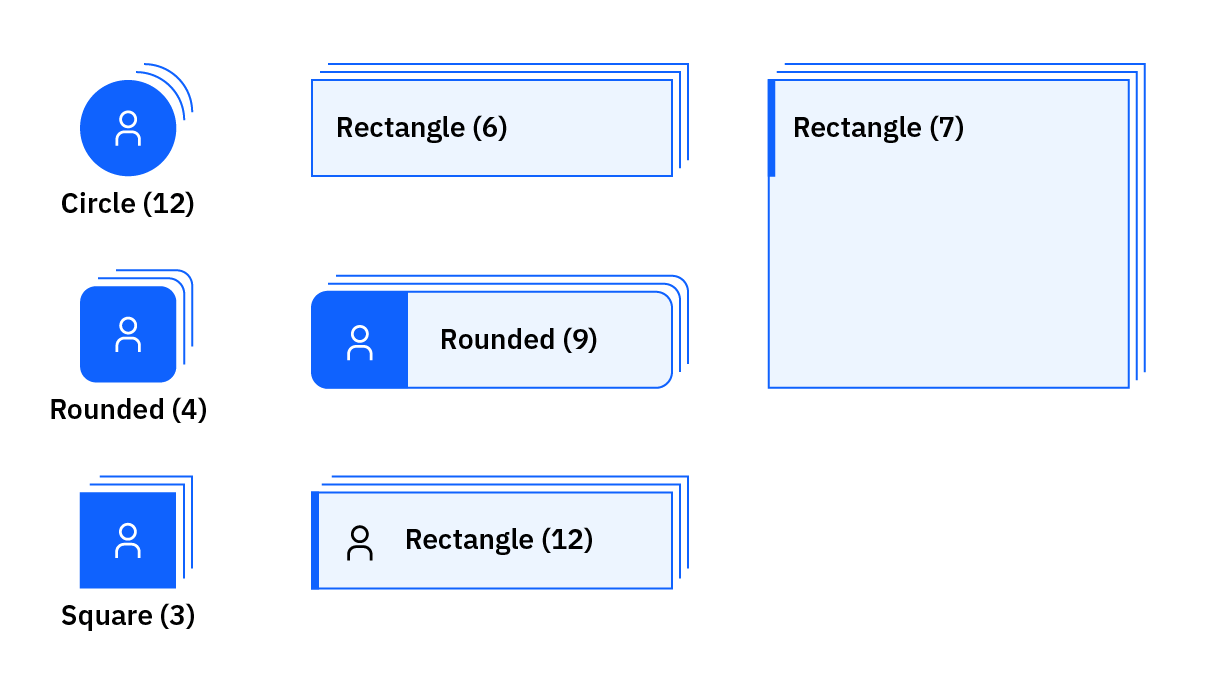 Circle (12)
Rounded (4)
Square (3)
Rectangle (6)
Rounded (9)
Rectangle (12)
Rectangle (7)